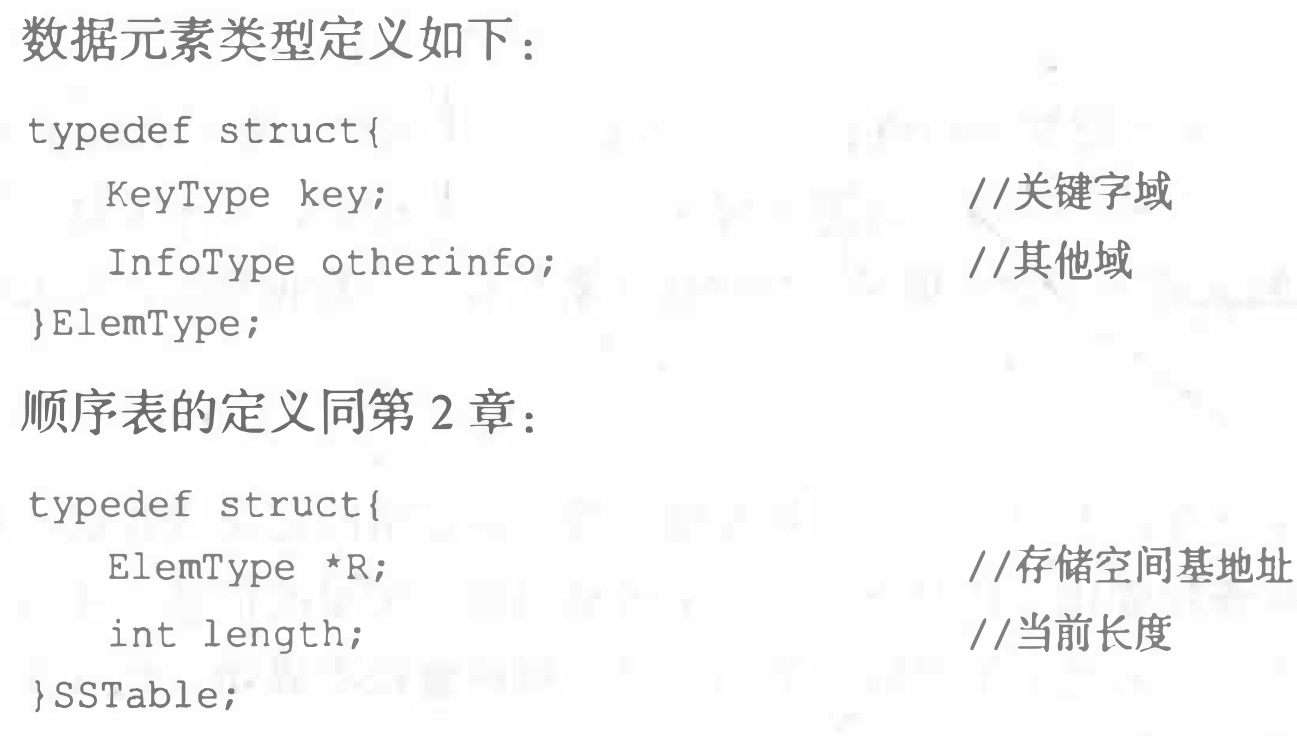 数据元素类型定义如下：
typedef struct{
KeyType key; //关键字域
InfoType otherinfo; //其他域
}ElemType;
顺序表的定义同第 2 章：
typedef struct{
ElemType *R; //存储空间基地址
int length; //当前长度
}SSTable;